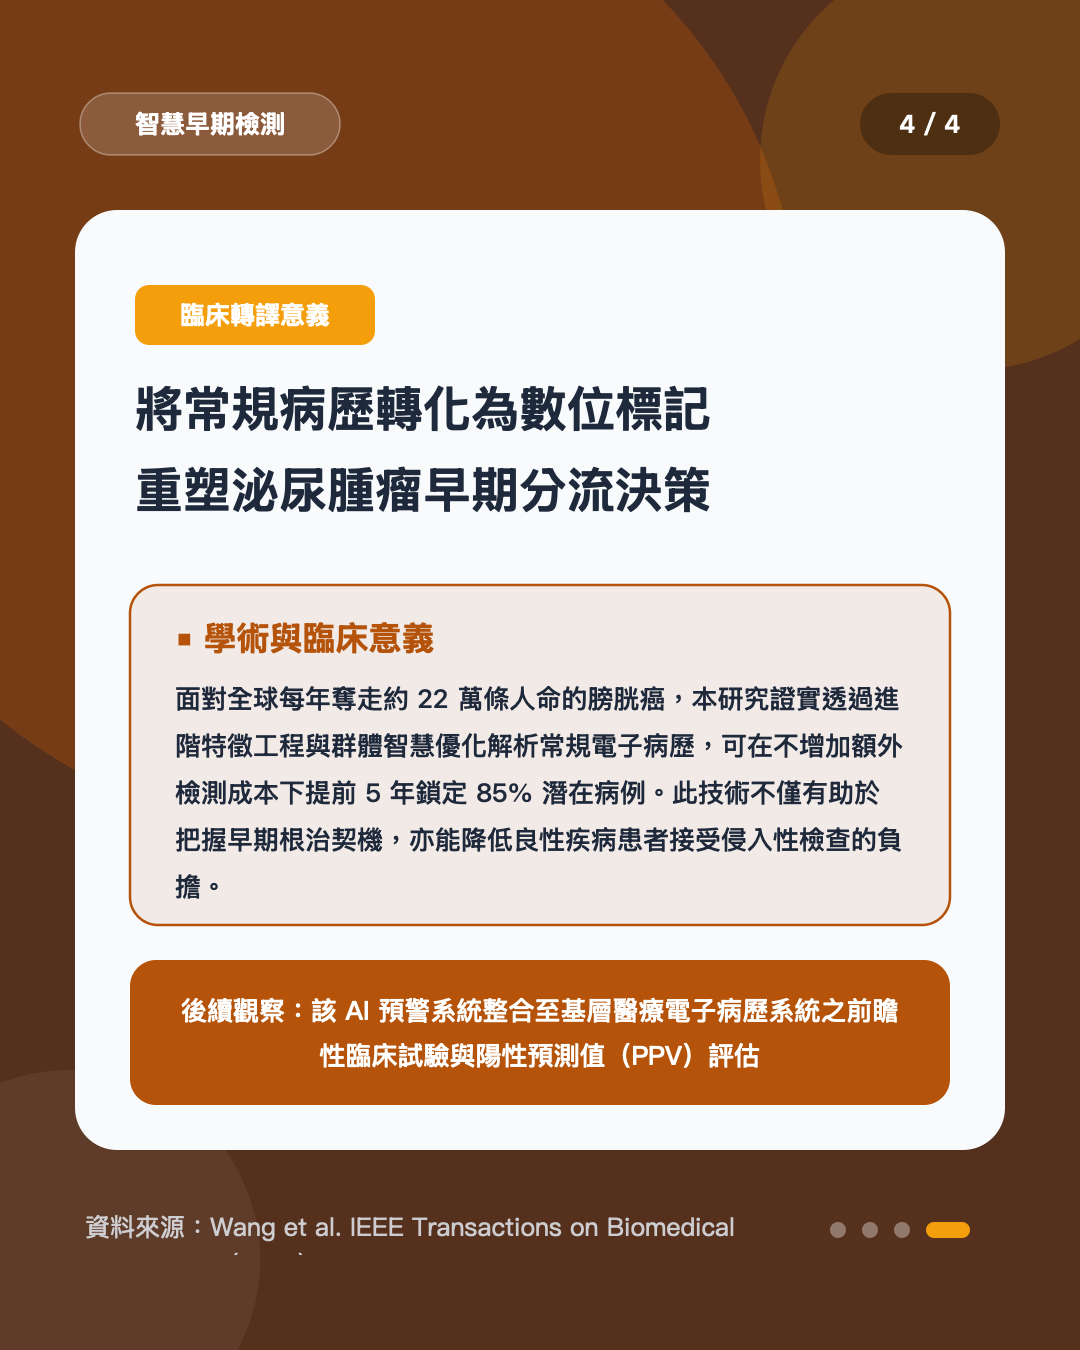 智慧早期檢測
4 / 4
臨床轉譯意義
將常規病歷轉化為數位標記
重塑泌尿腫瘤早期分流決策
▪ 學術與臨床意義
面對全球每年奪走約 22 萬條人命的膀胱癌，本研究證實透過進
階特徵工程與群體智慧優化解析常規電子病歷，可在不增加額外
檢測成本下提前 5 年鎖定 85% 潛在病例。此技術不僅有助於
把握早期根治契機，亦能降低良性疾病患者接受侵入性檢查的負
擔。
後續觀察：該 AI 預警系統整合至基層醫療電子病歷系統之前瞻
性臨床試驗與陽性預測值（PPV）評估
資料來源：Wang et al. IEEE Transactions on Biomedical